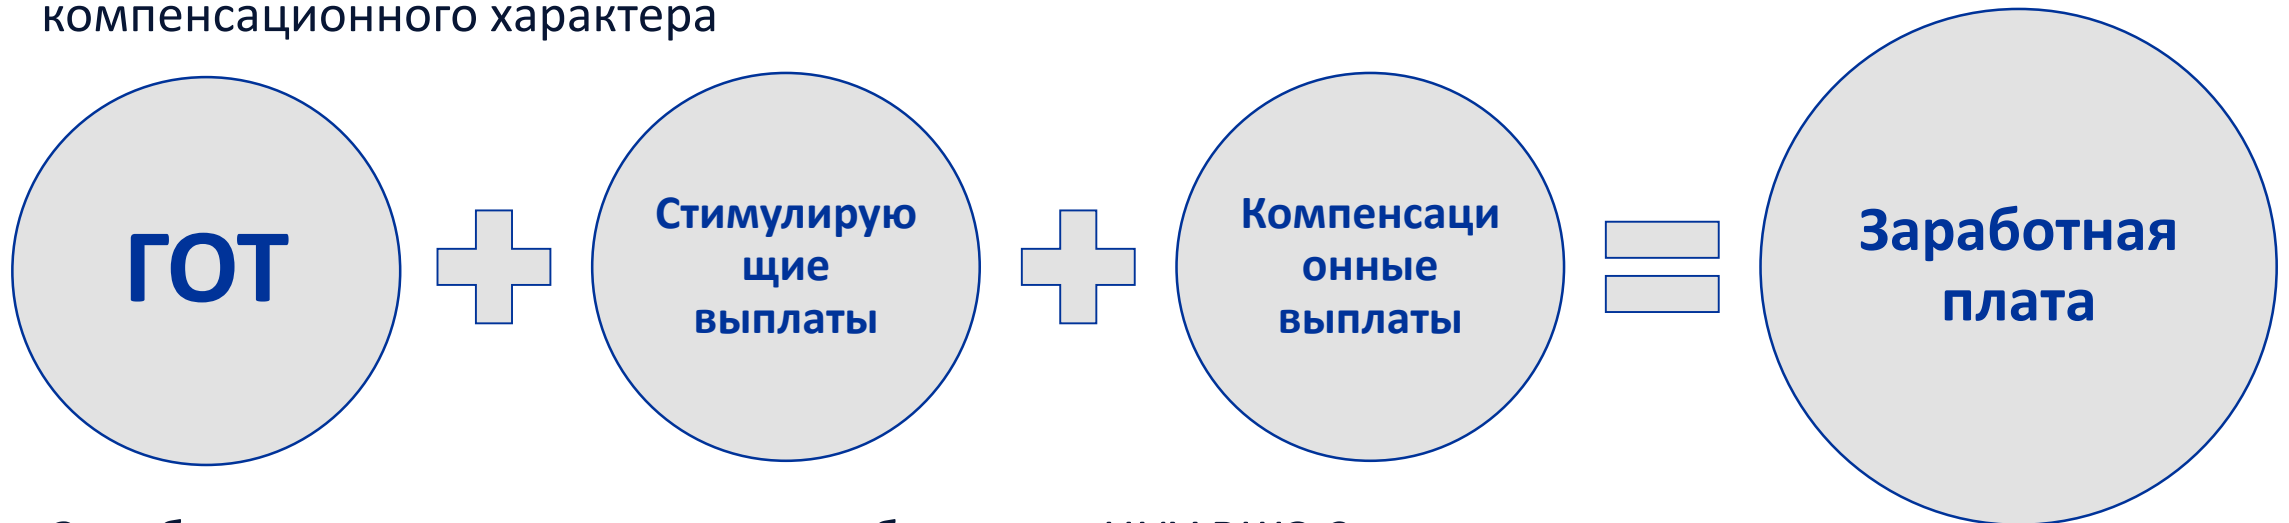 компенсационного характера
ГОТ
Стимулирую
щие
выплаты
Компенсаци
онные
выплаты
Заработная
плата